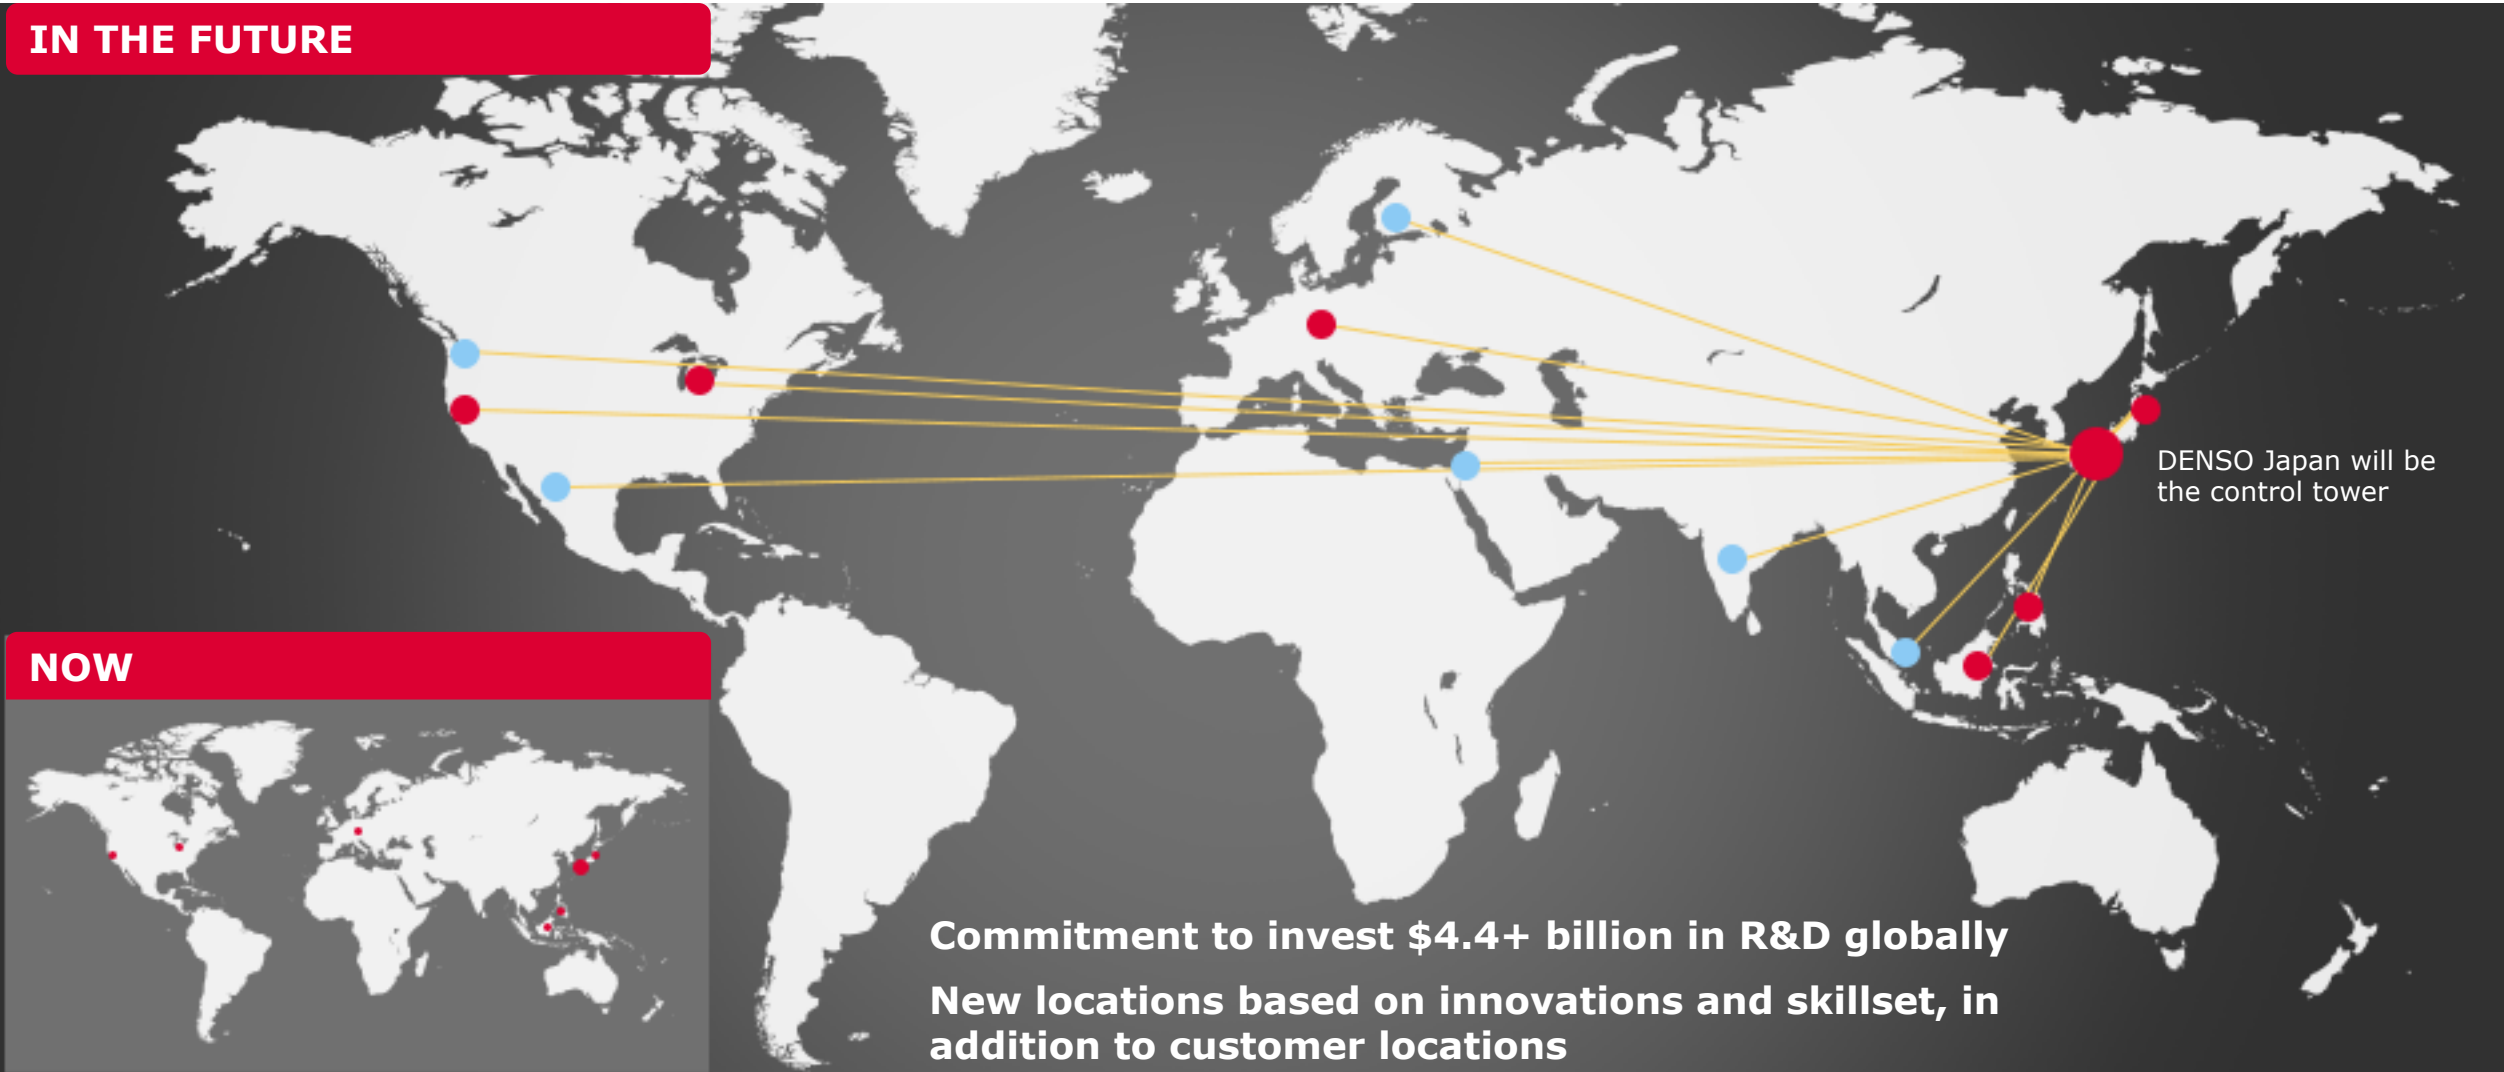 IN THE FUTURE
DENSO Japan will be
the control tower
NOW
Commitment to invest $4.4+ billion in R&D globally
New locations based on innovations and skillset, in
addition to customer locations